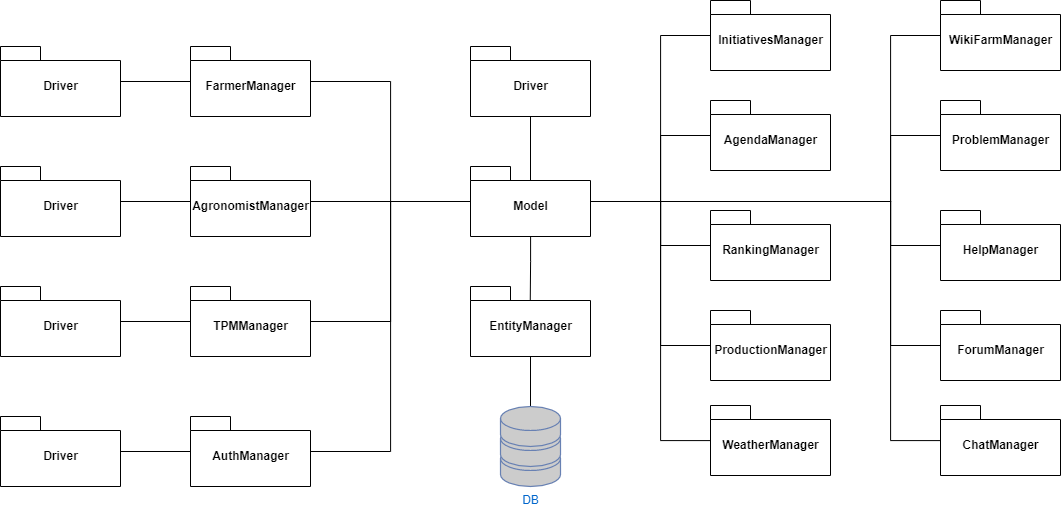 InitiativesManager
WikiFarmManager
Driver
FarmerManager
Driver
AgendaManager
ProblemManager
Driver
AgronomistManager
Model
RankingManager
HelpManager
Driver
TPMManager
EntityManager
ProductionManager
ForumManager
Driver
AuthManager
WeatherManager
ChatManager
DB